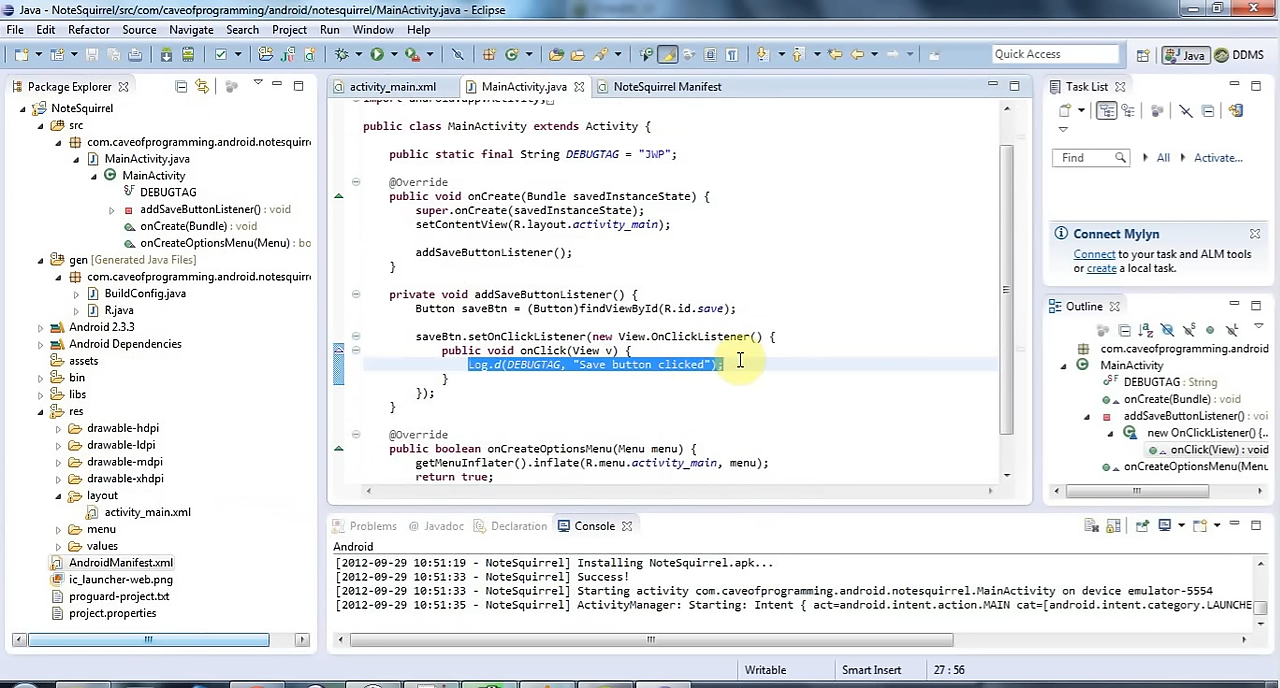 Java - NoteSquirrel/src/com/caveofprogramming/android/notesquirrel/MainActivity.java - Eclipse
File Edit Refactor Source Navigate Search Project Run Window Help
Quick Access
Java
DDMS
Package Explorer
NoteSquirrel
src
com.caveofprogramming.android.notesquirr
MainActivity.java
MainActivity
DEBUGTAG
addSaveButtonListener() : void
onCreate(Bundle) : void
onCreateOptionsMenu(Menu) : bo
gen [Generated Java Files]
com.caveofprogramming.android.notesquirr
BuildConfig.java
R.java
Android 2.3.3
Android Dependencies
assets
bin
libs
res
drawable-hdpi
drawable-ldpi
drawable-mdpi
drawable-xhdpi
layout
activity_main.xml
menu
values
AndroidManifest.xml
ic_launcher-web.png
proguard-project.txt
project.properties
activity_main.xml
MainActivity.java
NoteSquirrel Manifest
import android.app.Activity;
public class MainActivity extends Activity {
public static final String DEBUGTAG = "JWP";
@Override
public void onCreate(Bundle savedInstanceState) {
super.onCreate(savedInstanceState);
setContentView(R.layout.activity_main);
addSaveButtonListener();
}
private void addSaveButtonListener() {
Button saveBtn = (Button)findViewById(R.id.save);
saveBtn.setOnClickListener(new View.OnClickListener() {
public void onClick(View v) {
Log.d(DEBUGTAG, "Save button clicked");
}
});
}
@Override
public boolean onCreateOptionsMenu(Menu menu) {
getMenuInflater().inflate(R.menu.activity_main, menu);
return true;
Task List
Find
All
Activate...
Connect Mylyn
Connect to your task and ALM tools
or create a local task.
Outline
com.caveofprogramming.android
MainActivity
DEBUGTAG : String
onCreate(Bundle) : void
addSaveButtonListener() : voi
new OnClickListener() {..
onClick(View) : void
onCreateOptionsMenu(Menu
Problems
@ Javadoc
Declaration
Console
Android
[2012-09-29 10:51:19 - NoteSquirrel] Installing NoteSquirrel.apk...
[2012-09-29 10:51:33 - NoteSquirrel] Success!
[2012-09-29 10:51:33 - NoteSquirrel] Starting activity com.caveofprogramming.android.notesquirrel.MainActivity on device emulator-5554
[2012-09-29 10:51:35 - NoteSquirrel] ActivityManager: Starting: Intent { act=android.intent.action.MAIN cat=[android.intent.category.LAUNCHE
Writable
Smart Insert
27 : 56